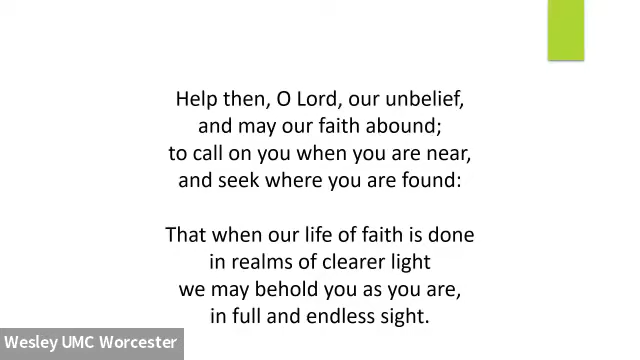 Help then, O Lord, our unbelief,
and may our faith abound;
to call on you when you are near,
and seek where you are found:
That when our life of faith is done
in realms of clearer light
we may behold you as you are,
in full and endless sight.
Wesley UMC Worcester